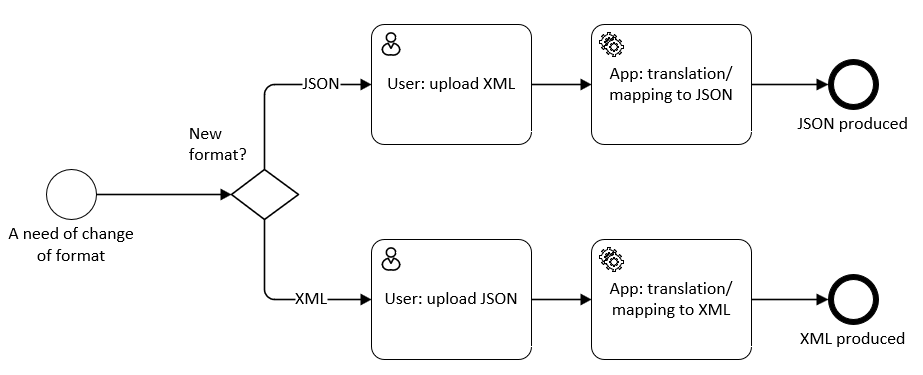 A need of change
of format
New
format?
JSON
User: upload XML
App: translation/
mapping to JSON
JSON produced
XML
User: upload JSON
App: translation/
mapping to XML
XML produced